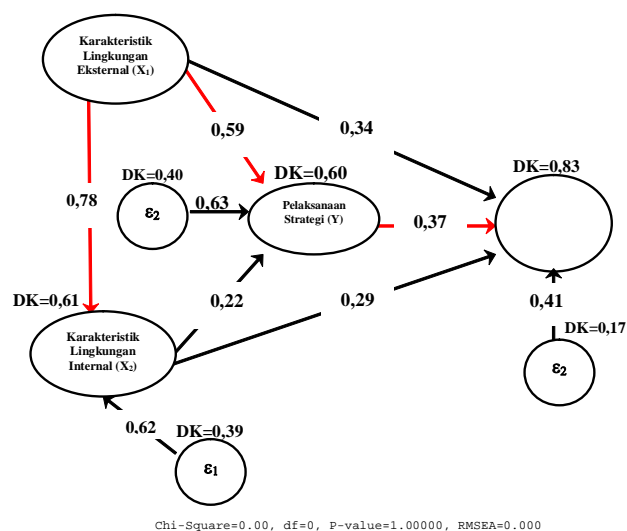 Karakteristik
Lingkungan
Eksternal (X₁)
0,59
0,34
DK=0,40
DK=0,60
DK=0,83
0,78
ε₂
0,63
Pelaksanaan
Strategi (Y)
0,37
DK=0,61
0,22
0,29
0,41
Karakteristik
Lingkungan
Internal (X₂)
DK=0,17
ε₂
0,62
DK=0,39
ε₁
Chi-Square=0.00, df=0, P-value=1.00000, RMSEA=0.000